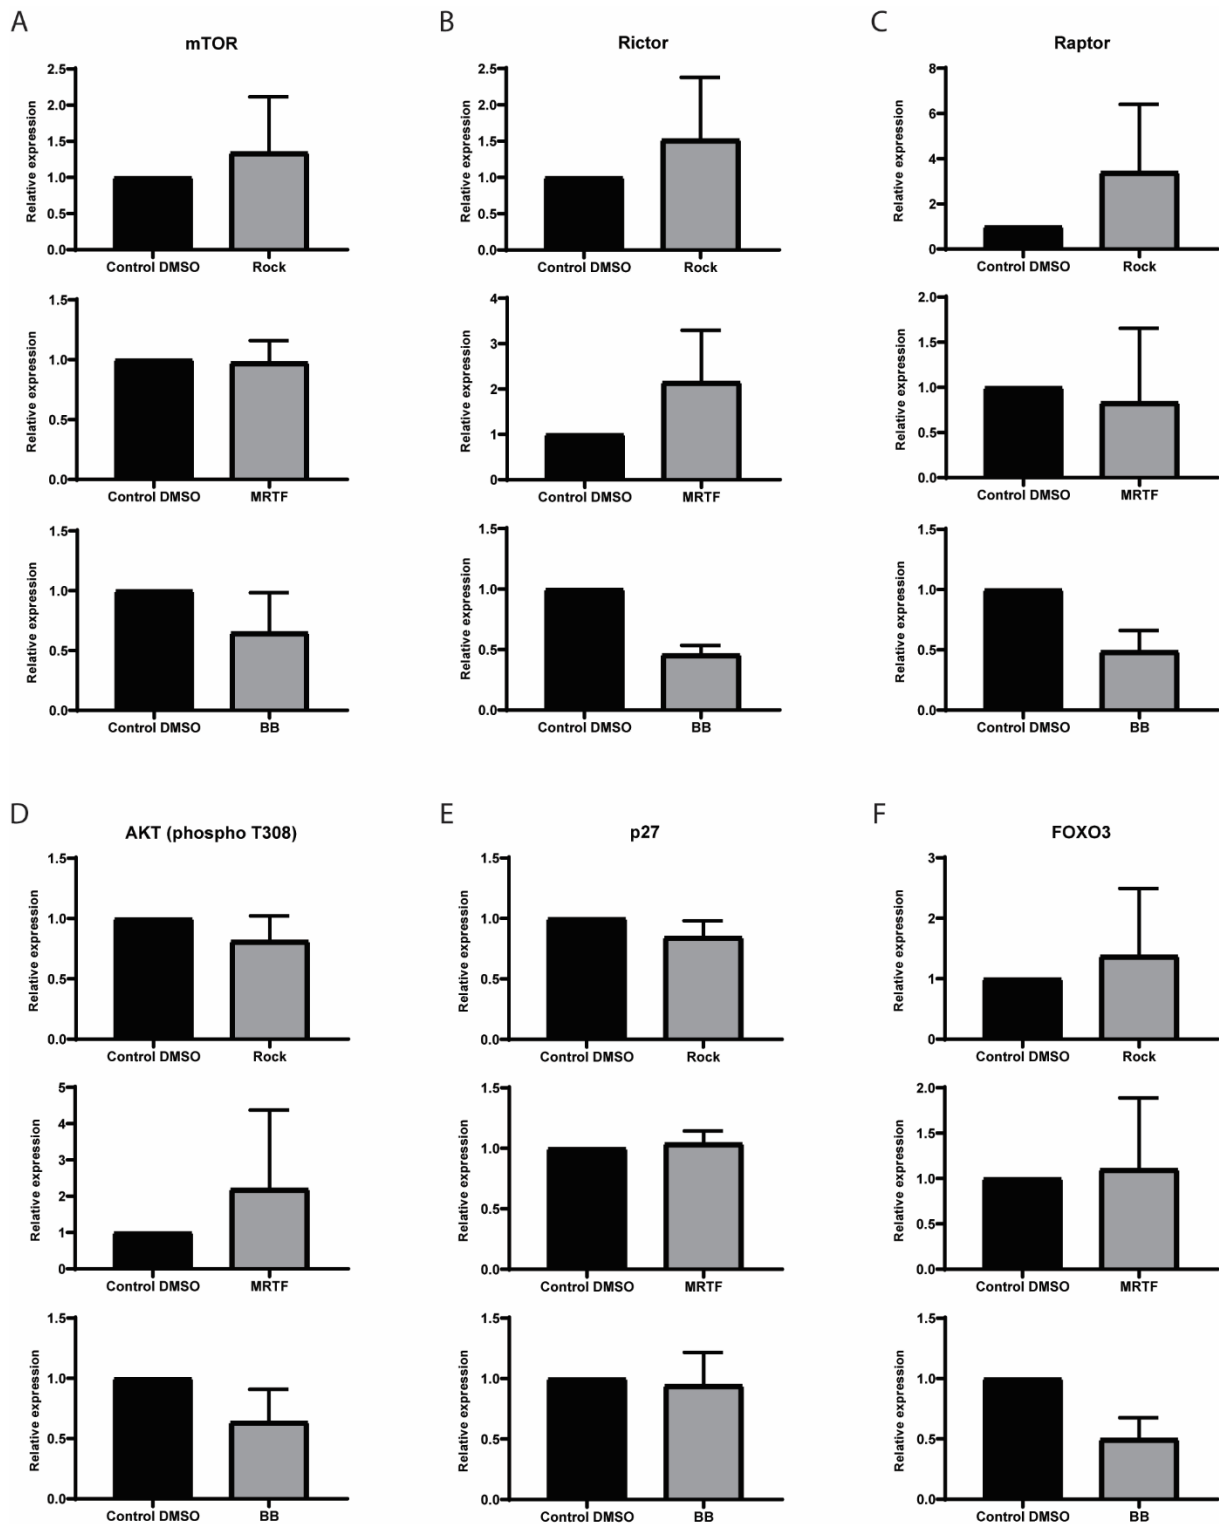 A
mTOR
Relative expression
2.5
2.0
1.5
1.0
0.5
0.0
Control DMSO Rock
Relative expression
1.5
1.0
0.5
0.0
Control DMSO MRTF
Relative expression
1.5
1.0
0.5
0.0
Control DMSO BB
B
Rictor
Relative expression
2.5
2.0
1.5
1.0
0.5
0.0
Control DMSO Rock
Relative expression
4
3
2
1
0
Control DMSO MRTF
Relative expression
1.5
1.0
0.5
0.0
Control DMSO BB
C
Raptor
Relative expression
8
6
4
2
0
Control DMSO Rock
Relative expression
2.0
1.5
1.0
0.5
0.0
Control DMSO MRTF
Relative expression
1.5
1.0
0.5
0.0
Control DMSO BB
D
AKT (phospho T308)
Relative expression
1.5
1.0
0.5
0.0
Control DMSO Rock
Relative expression
5
4
3
2
1
0
Control DMSO MRTF
Relative expression
1.5
1.0
0.5
0.0
Control DMSO BB
E
p27
Relative expression
1.5
1.0
0.5
0.0
Control DMSO Rock
Relative expression
1.5
1.0
0.5
0.0
Control DMSO MRTF
Relative expression
1.5
1.0
0.5
0.0
Control DMSO BB
F
FOXO3
Relative expression
3
2
1
0
Control DMSO Rock
Relative expression
2.0
1.5
1.0
0.5
0.0
Control DMSO MRTF
Relative expression
1.5
1.0
0.5
0.0
Control DMSO BB